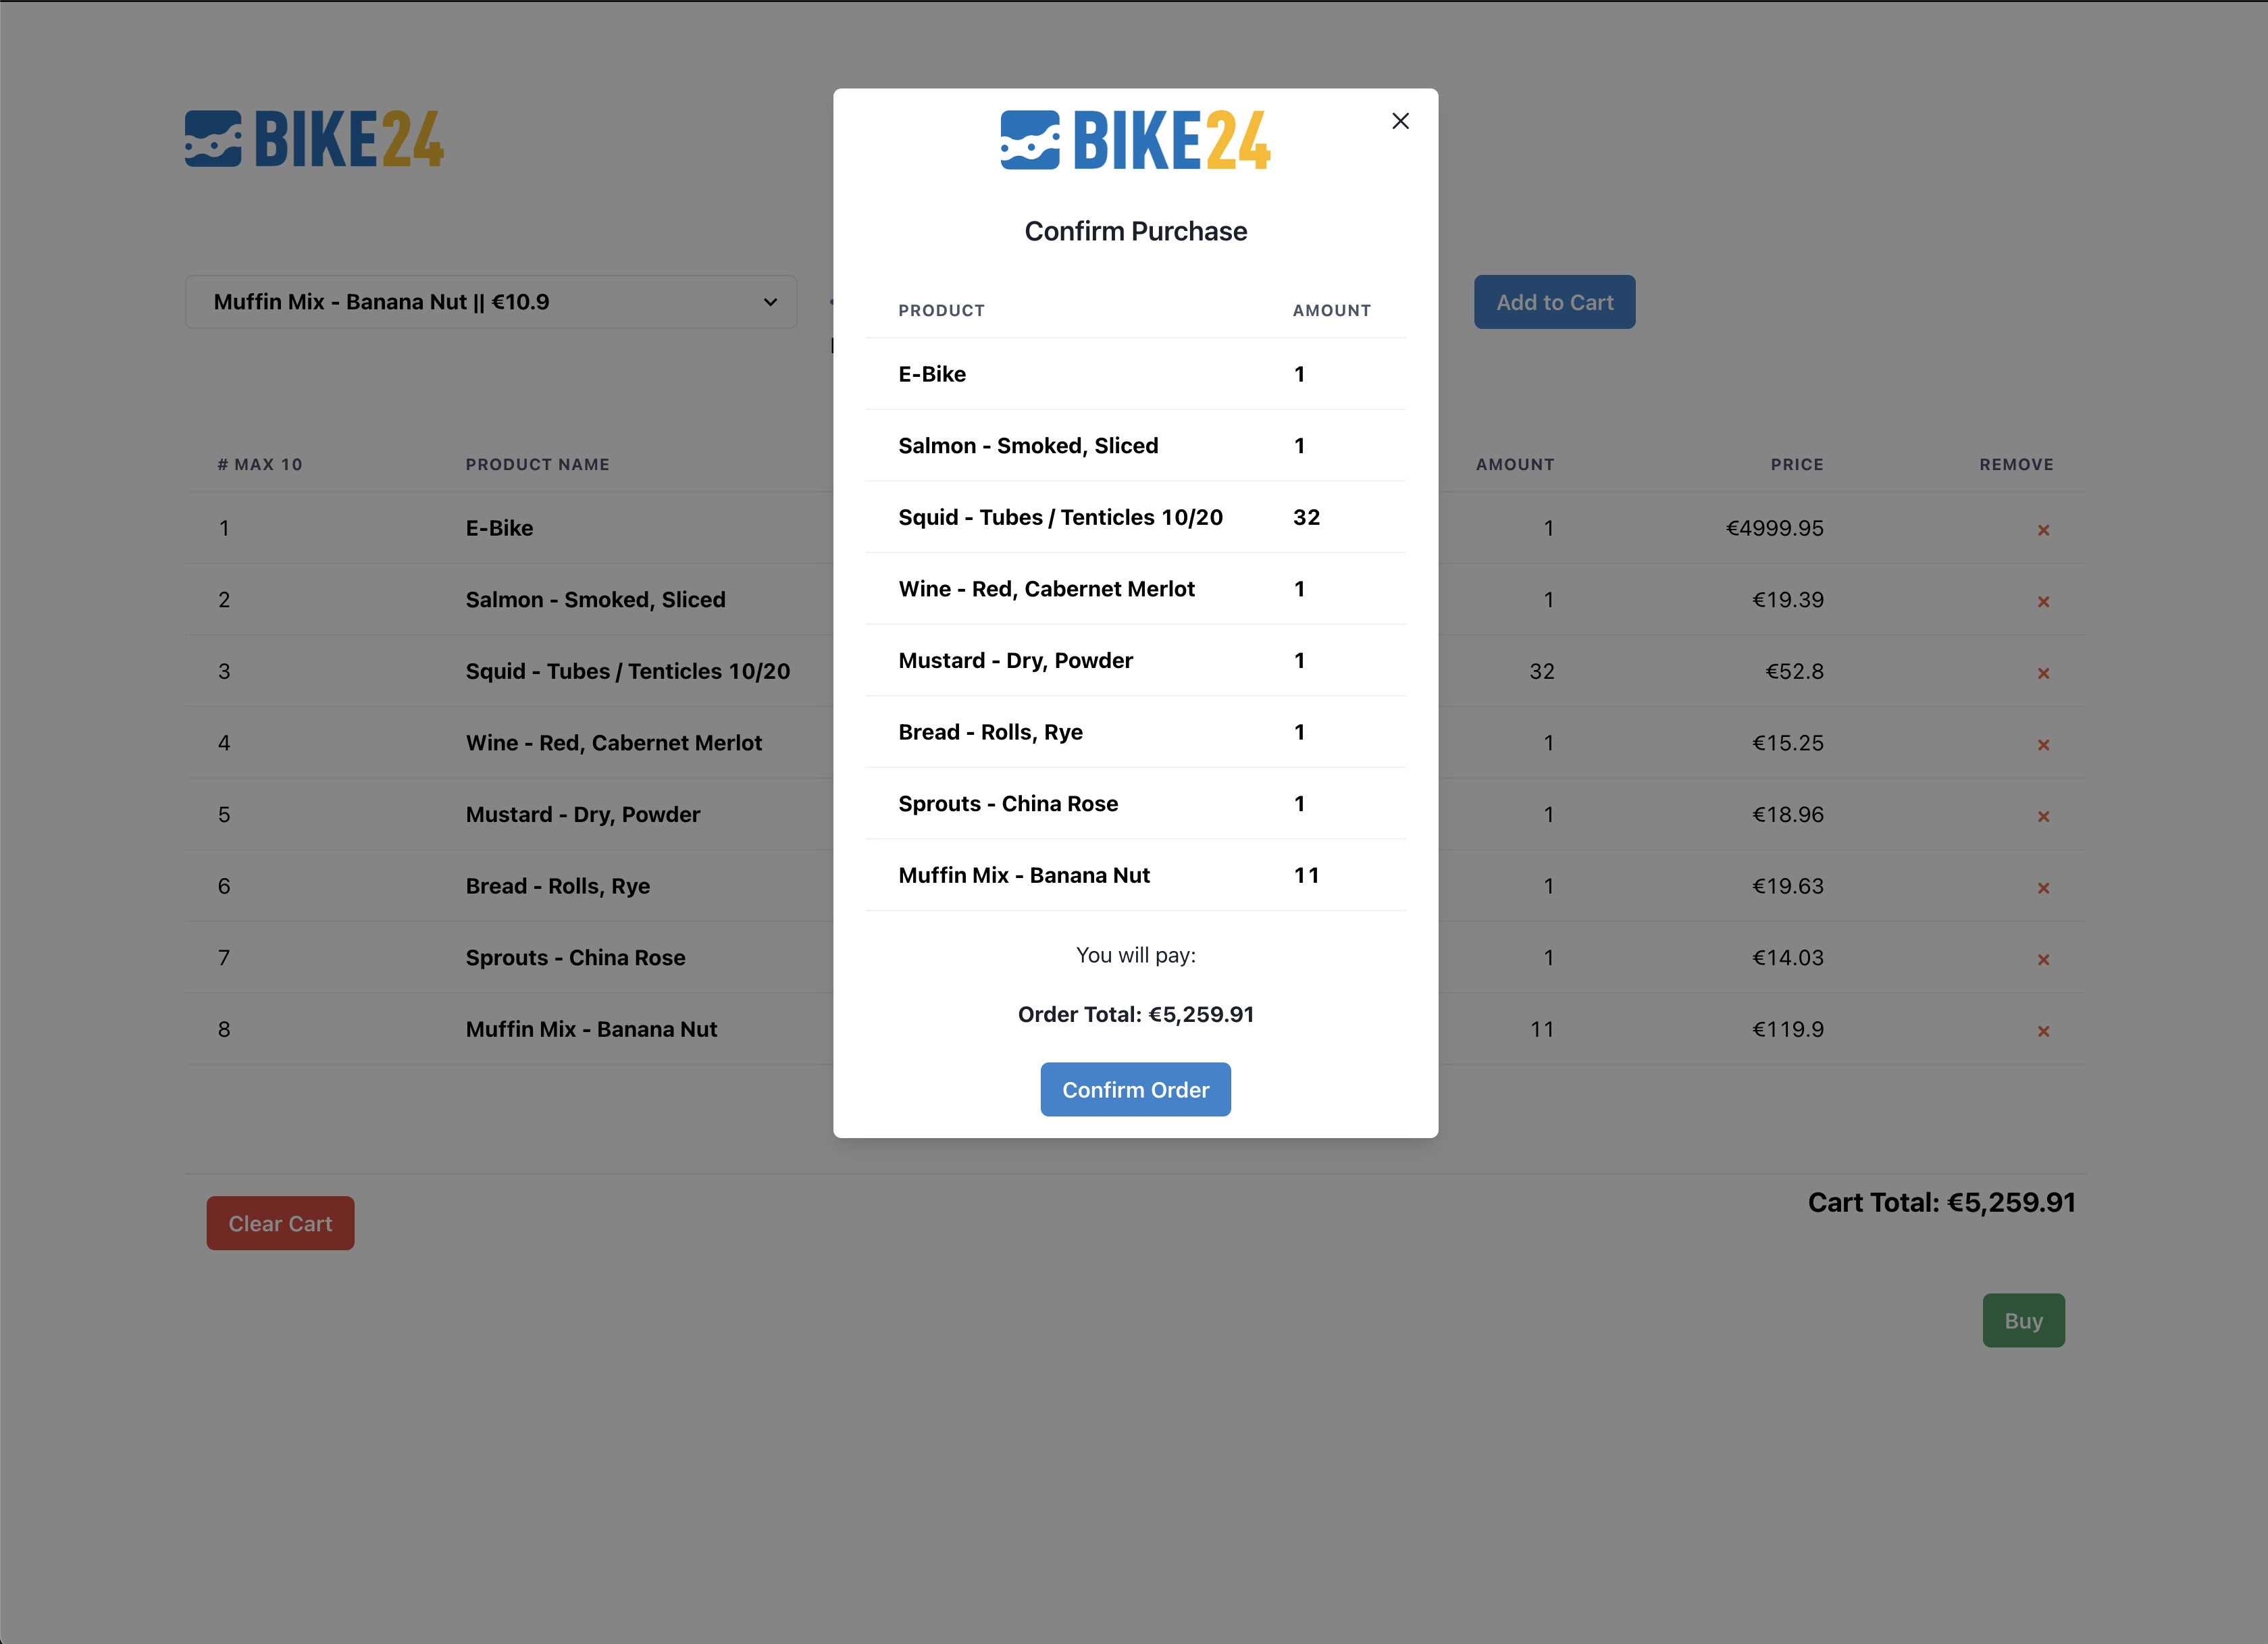 BIKE24
BIKE24
Confirm Purchase
Muffin Mix - Banana Nut || €10.9
Add to Cart
PRODUCT AMOUNT
E-Bike 1
Salmon - Smoked, Sliced 1
Squid - Tubes / Tenticles 10/20 32
Wine - Red, Cabernet Merlot 1
Mustard - Dry, Powder 1
Bread - Rolls, Rye 1
Sprouts - China Rose 1
Muffin Mix - Banana Nut 11
You will pay:
Order Total: €5,259.91
Confirm Order
# MAX 10 PRODUCT NAME AMOUNT PRICE REMOVE
1 E-Bike 1 €4999.95
2 Salmon - Smoked, Sliced 1 €19.39
3 Squid - Tubes / Tenticles 10/20 32 €52.8
4 Wine - Red, Cabernet Merlot 1 €15.25
5 Mustard - Dry, Powder 1 €18.96
6 Bread - Rolls, Rye 1 €19.63
7 Sprouts - China Rose 1 €14.03
8 Muffin Mix - Banana Nut 11 €119.9
Clear Cart
Cart Total: €5,259.91
Buy